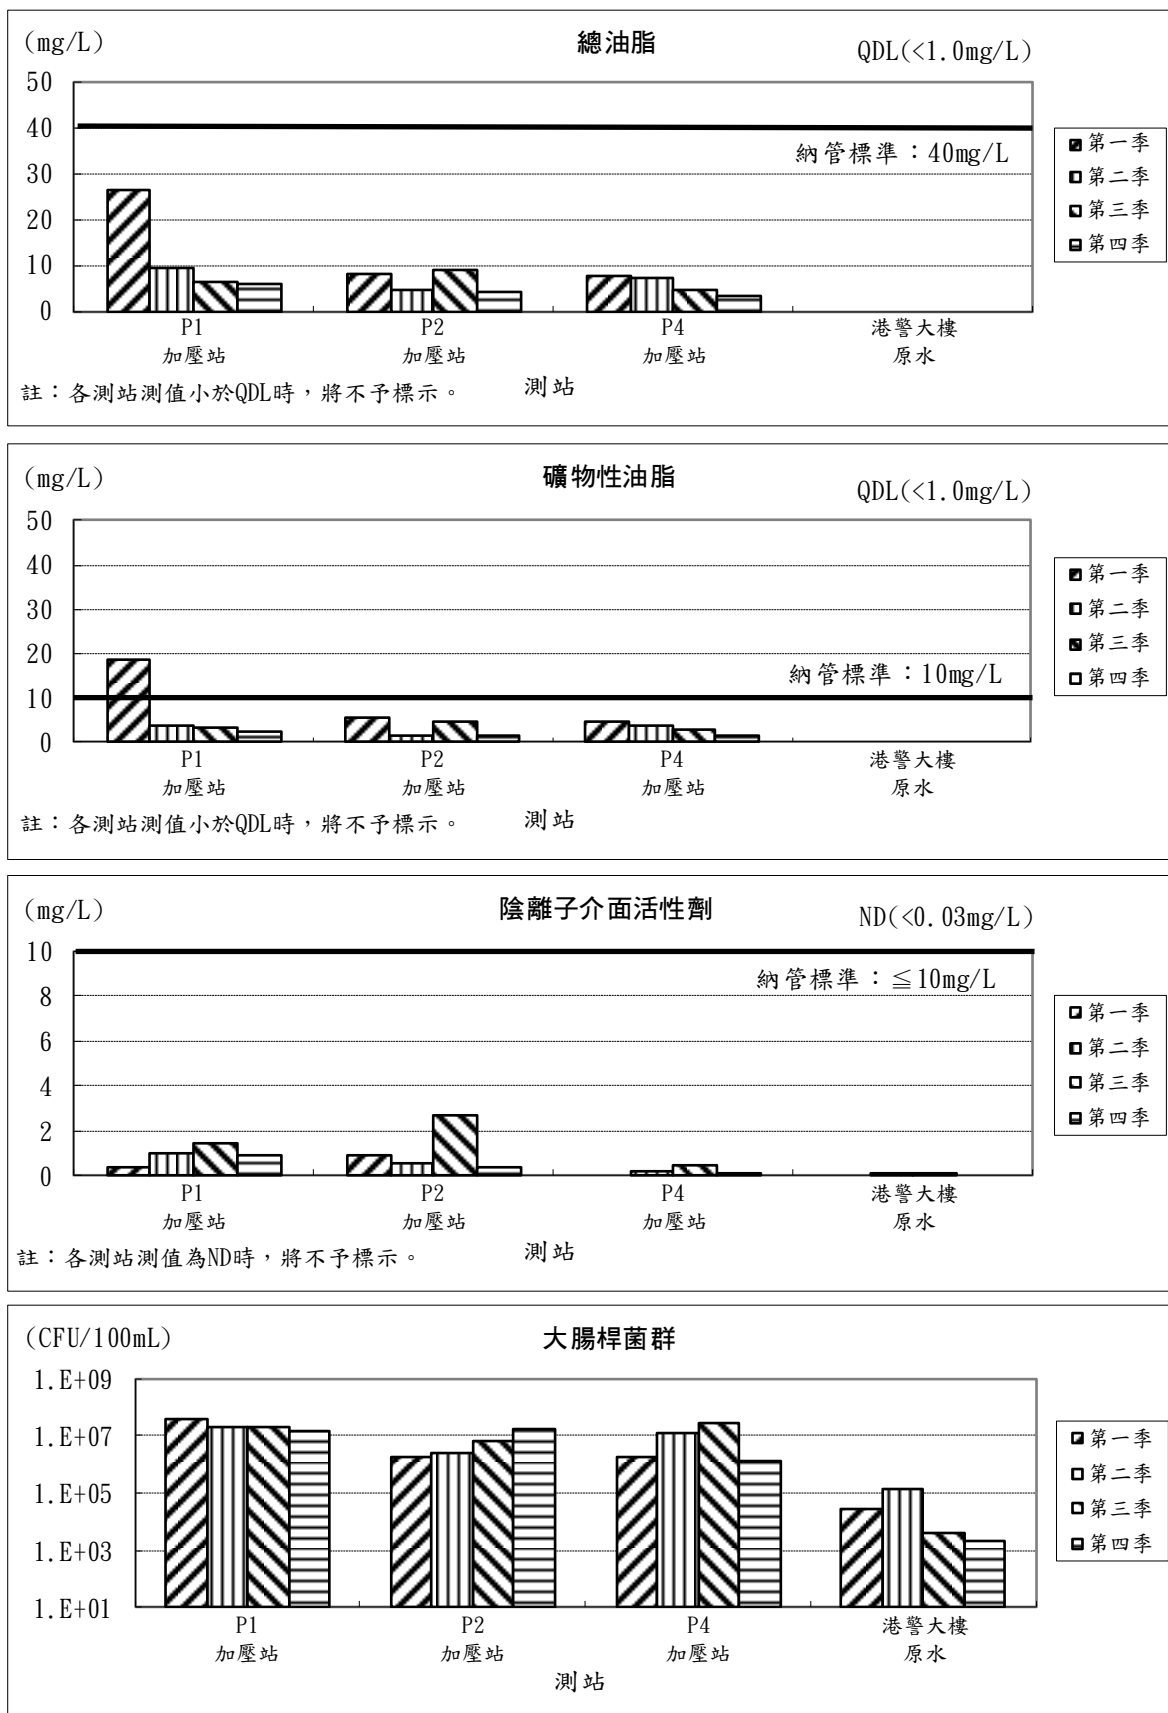 (mg/L)
總油脂
QDL(<1.0mg/L)
50
40
30
20
10
0
納管標準：40mg/L
第一季
第二季
第三季
第四季
P1
加壓站
P2
加壓站
P4
加壓站
港警大樓
原水
註：各測站測值小於QDL時，將不予標示。
測站
(mg/L)
礦物性油脂
QDL(<1.0mg/L)
50
40
30
20
10
0
納管標準：10mg/L
第一季
第二季
第三季
第四季
P1
加壓站
P2
加壓站
P4
加壓站
港警大樓
原水
註：各測站測值小於QDL時，將不予標示。
測站
(mg/L)
陰離子介面活性劑
ND(<0.03mg/L)
10
8
6
4
2
0
納管標準：≦10mg/L
第一季
第二季
第三季
第四季
P1
加壓站
P2
加壓站
P4
加壓站
港警大樓
原水
註：各測站測值為ND時，將不予標示。
測站
(CFU/100mL)
大腸桿菌群
1.E+09
1.E+07
1.E+05
1.E+03
1.E+01
第一季
第二季
第三季
第四季
P1
加壓站
P2
加壓站
P4
加壓站
港警大樓
原水
測站